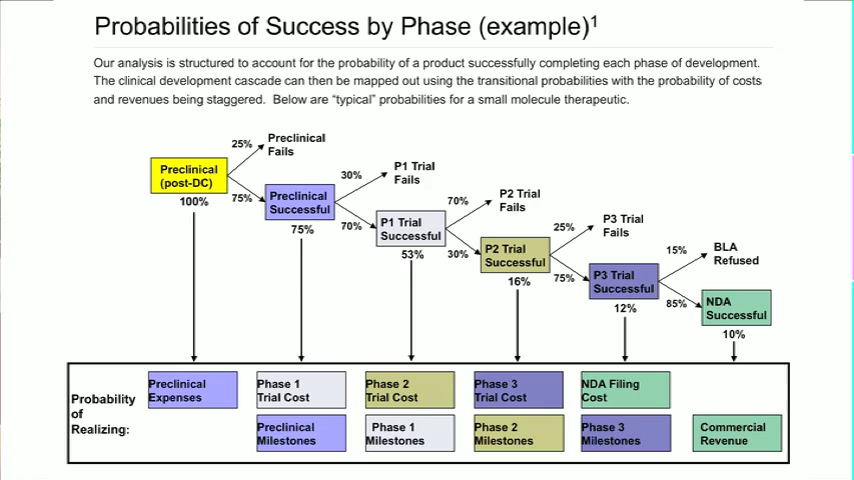 Probabilities of Success by Phase (example)1
Our analysis is structured to account for the probability of a product successfully completing each phase of development.
The clinical development cascade can then be mapped out using the transitional probabilities with the probability of costs
and revenues being staggered. Below are “typical” probabilities for a small molecule therapeutic.
25%
Preclinical
Fails
Preclinical
(post-DC)
100%
75%
30%
P1 Trial
Fails
Preclinical
Successful
75%
70%
70%
P2 Trial
Fails
P1 Trial
Successful
53%
30%
25%
P3 Trial
Fails
P2 Trial
Successful
16%
75%
15%
BLA
Refused
P3 Trial
Successful
12%
85%
NDA
Successful
10%
Probability
of
Realizing:
Preclinical
Expenses
Phase 1
Trial Cost
Phase 2
Trial Cost
Phase 3
Trial Cost
NDA Filing
Cost
Preclinical
Milestones
Phase 1
Milestones
Phase 2
Milestones
Phase 3
Milestones
Commercial
Revenue